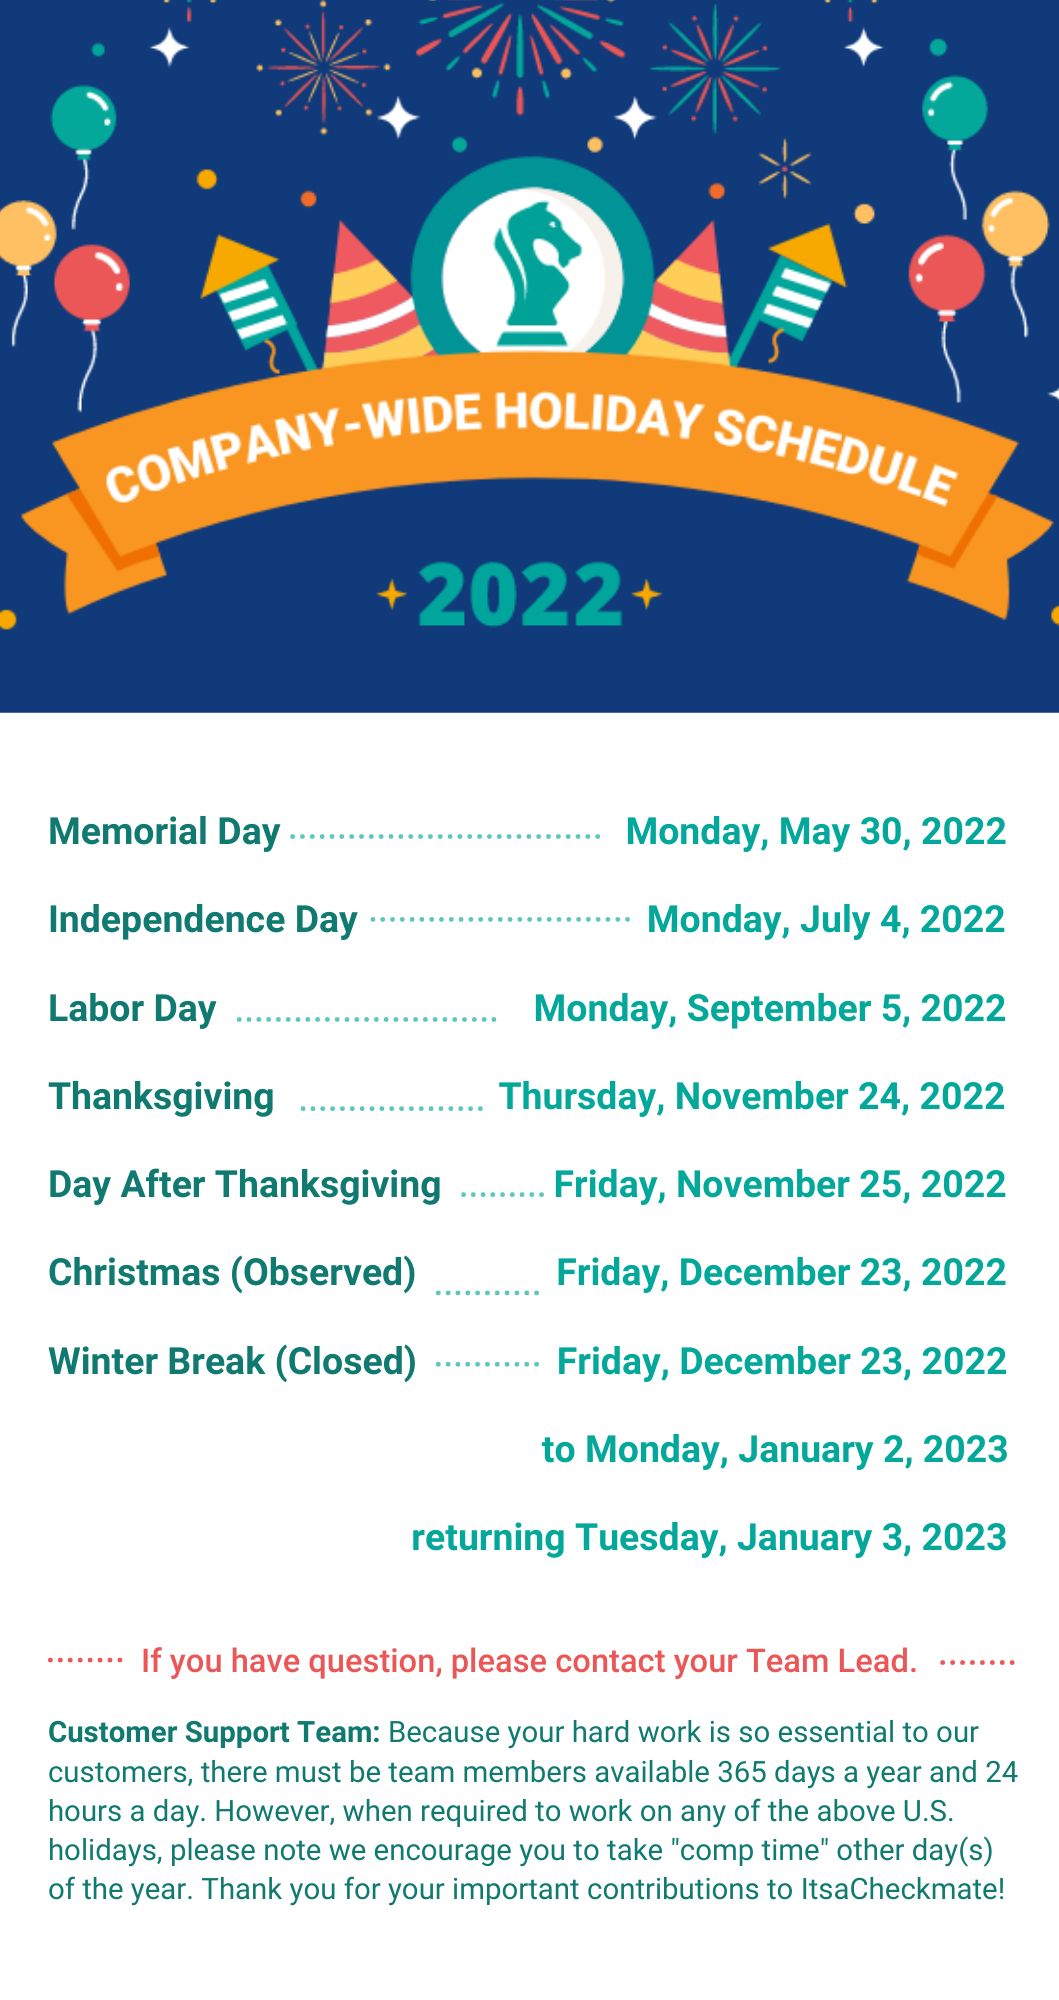 COMPANY-WIDE HOLIDAY SCHEDULE
2022
Memorial Day Monday, May 30, 2022
Independence Day Monday, July 4, 2022
Labor Day Monday, September 5, 2022
Thanksgiving Thursday, November 24, 2022
Day After Thanksgiving Friday, November 25, 2022
Christmas (Observed) Friday, December 23, 2022
Winter Break (Closed) Friday, December 23, 2022
to Monday, January 2, 2023
returning Tuesday, January 3, 2023
If you have question, please contact your Team Lead.
Customer Support Team: Because your hard work is so essential to our
customers, there must be team members available 365 days a year and 24
hours a day. However, when required to work on any of the above U.S.
holidays, please note we encourage you to take "comp time" other day(s)
of the year. Thank you for your important contributions to ItsaCheckmate!